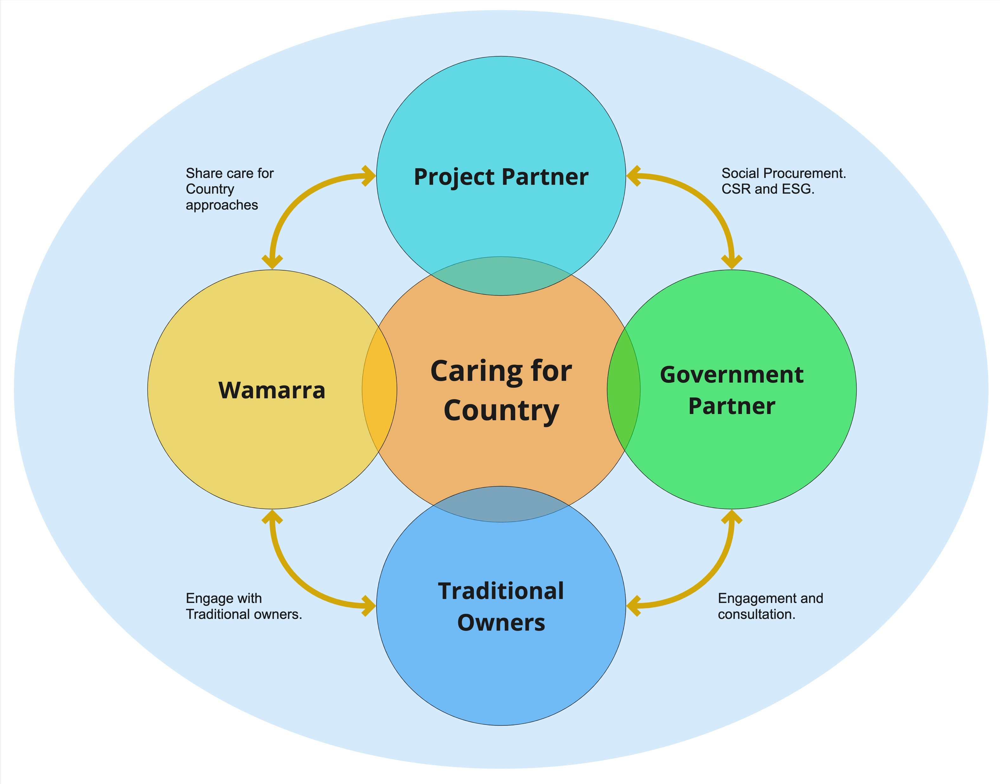 Project Partner
Share care for
Country
approaches
Social Procurement.
CSR and ESG.
Wamarra
Caring for
Country
Government
Partner
Traditional
Owners
Engage with
Traditional owners.
Engagement and
consultation.